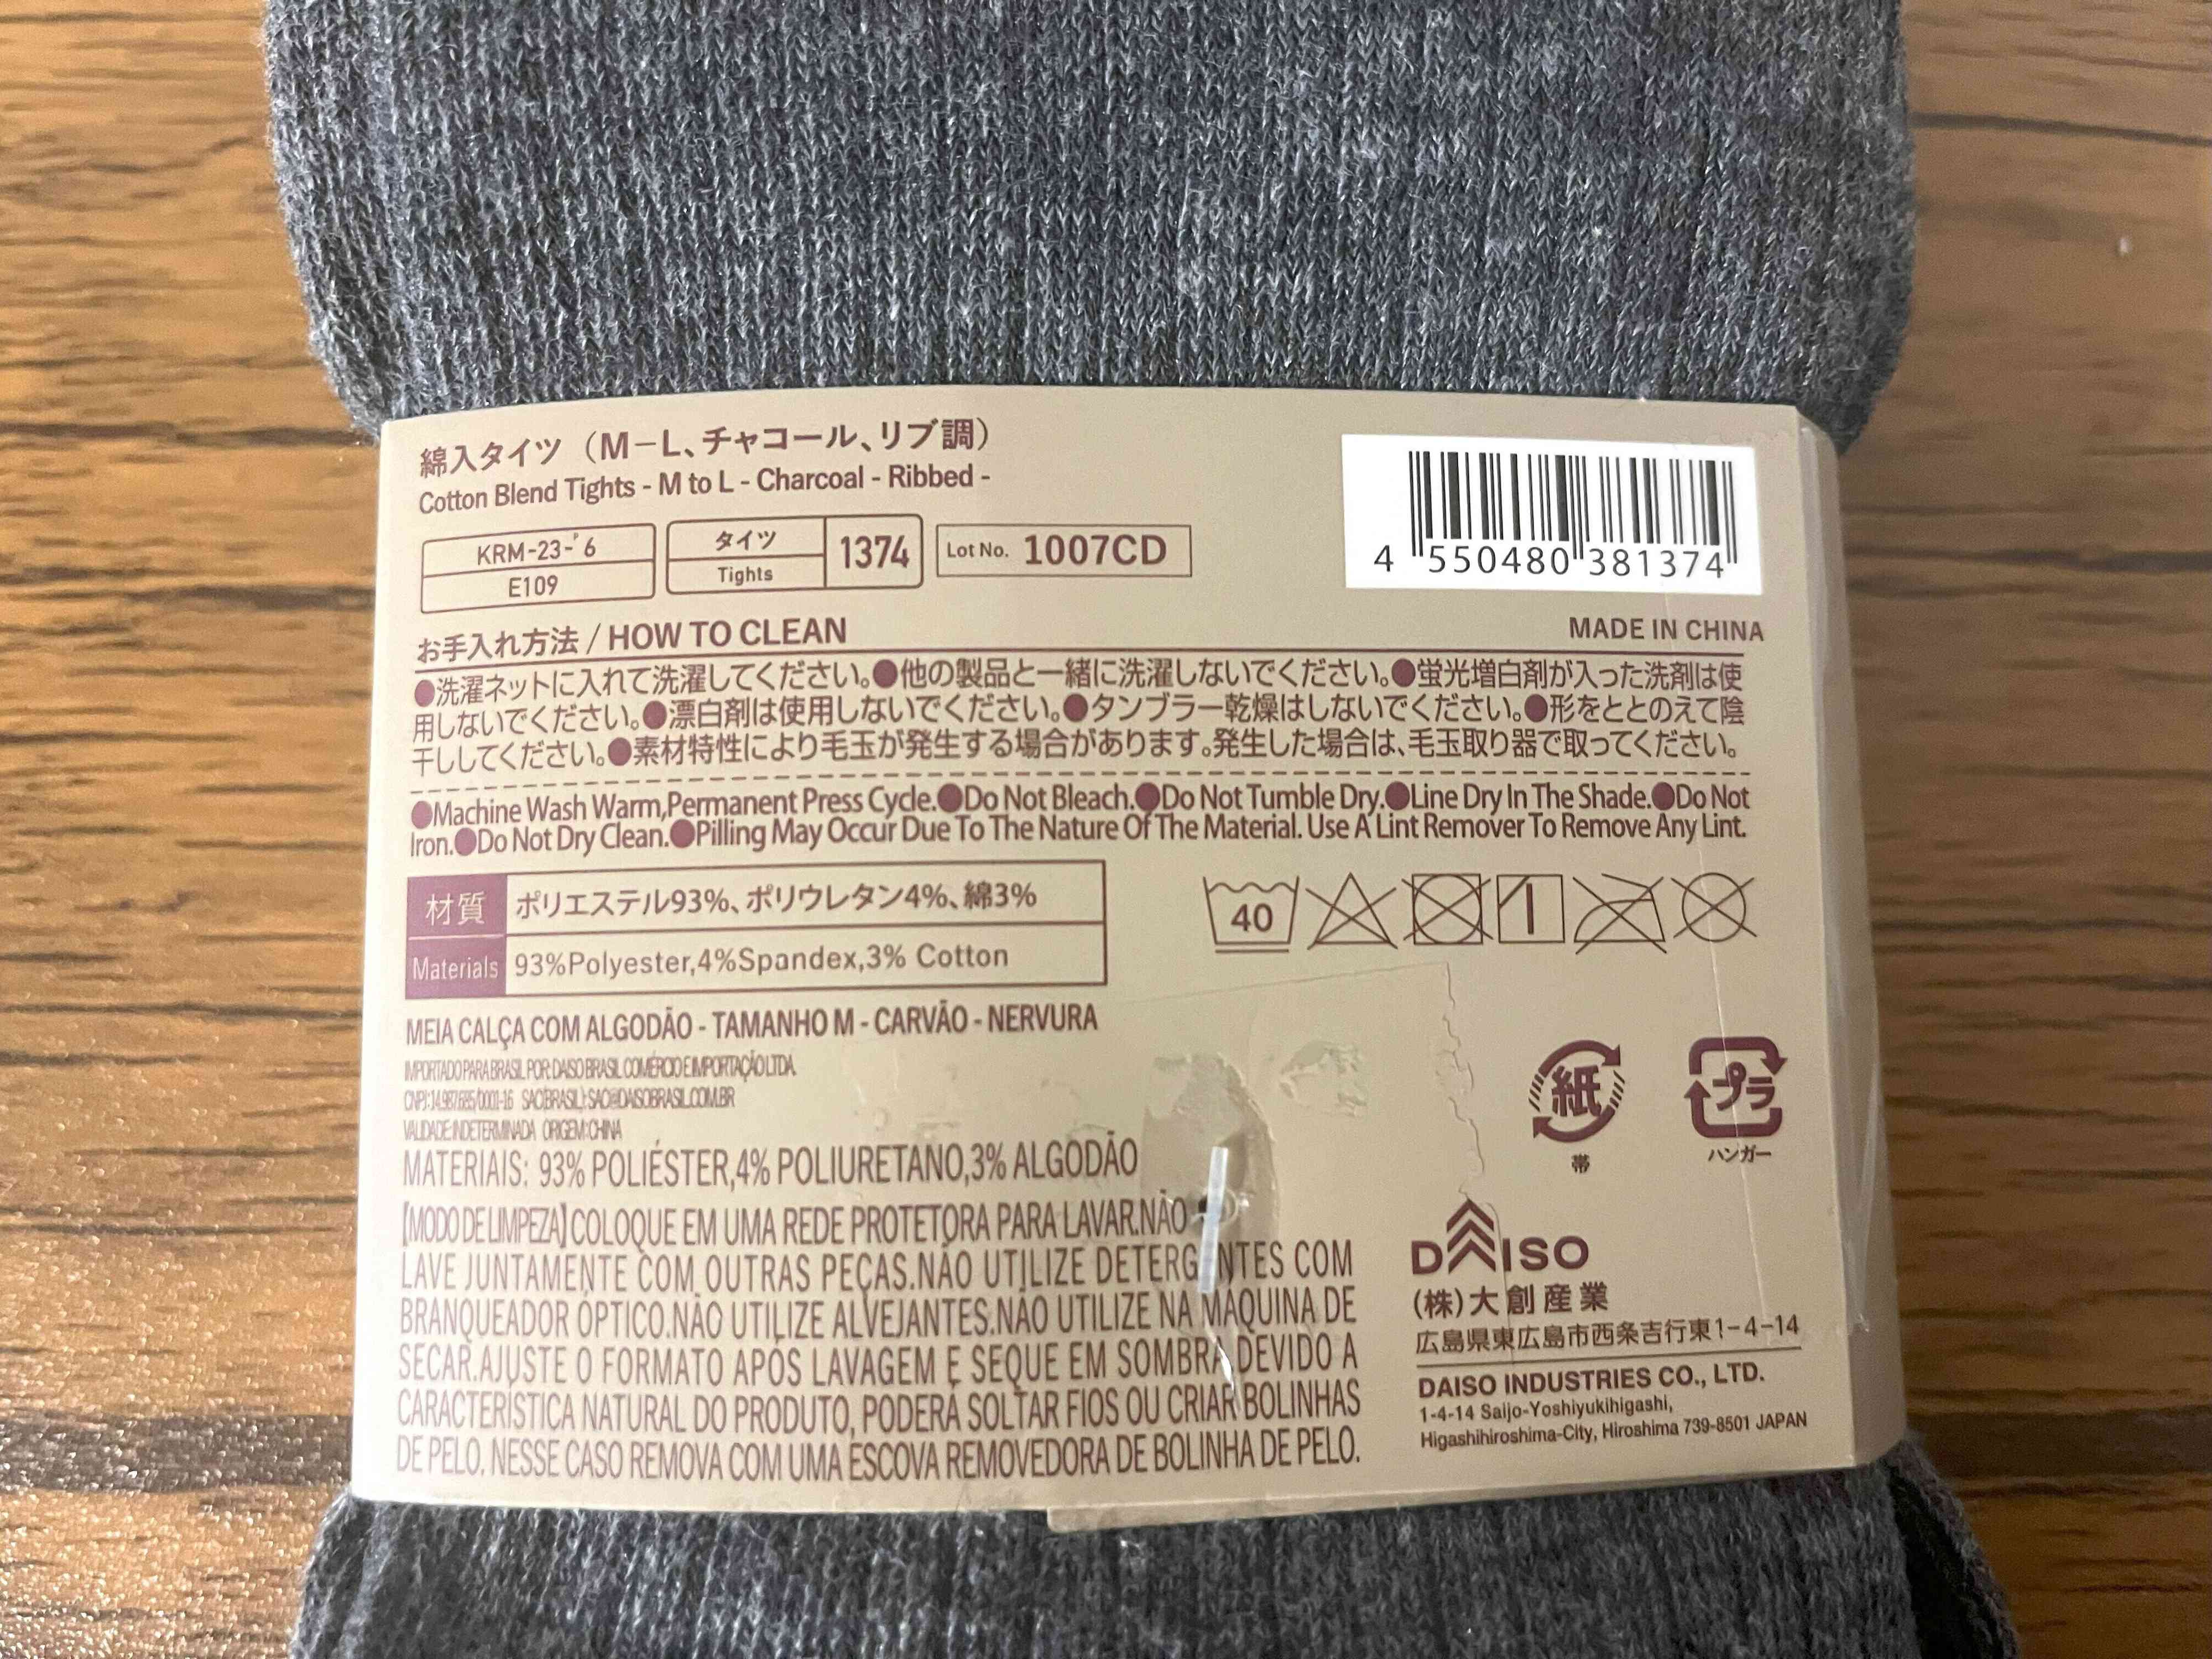 綿入タイツ（M−L、チャコール、リブ調）
Cotton Blend Tights - M to L - Charcoal - Ribbed -
KRM-23-'' 6
E109
タイツ
Tights
1374
Lot No. 1007CD
4 550480 381374
お手入れ方法 / HOW TO CLEAN
MADE IN CHINA
●洗濯ネットに入れて洗濯してください。●他の製品と一緒に洗濯しないでください。●蛍光増白剤が入った洗剤は使
用しないでください。●漂白剤は使用しないでください。●タンブラー乾燥はしないでください。●形をととのえて陰
干ししてください。●素材特性により毛玉が発生する場合があります。発生した場合は、毛玉取り器で取ってください。
●Machine Wash Warm,Permanent Press Cycle.●Do Not Bleach.●Do Not Tumble Dry.●Line Dry In The Shade.●Do Not
Iron.●Do Not Dry Clean.●Pilling May Occur Due To The Nature Of The Material. Use A Lint Remover To Remove Any Lint.
材質 ポリエステル93%、ポリウレタン4%、綿3%
Materials 93%Polyester,4%Spandex,3% Cotton
40
MEIA CALÇA COM ALGODÃO - TAMANHO M - CARVÃO - NERVURA
IMPORTADO PARA BRASIL POR: DAISO BRASIL COMÉRCIO E IMPORTAÇÃO LTDA.
CNPJ: 14.987.685/0001-16 SAC(BRASIL): SAC@DAISOBRASIL.COM.BR
VALIDADE:INDETERMINADA ORIGEM:CHINA
MATERIAIS: 93% POLIÉSTER,4% POLIURETANO,3% ALGODÃO
【MODO DE LIMPEZA】COLOQUE EM UMA REDE PROTETORA PARA LAVAR.NÃO
LAVE JUNTAMENTE COM OUTRAS PEÇAS.NÃO UTILIZE DETERGENTES COM
BRANQUEADOR ÓPTICO.NÃO UTILIZE ALVEJANTES.NÃO UTILIZE NA MÁQUINA DE
SECAR.AJUSTE O FORMATO APÓS LAVAGEM E SEQUE EM SOMBRA.DEVIDO A
CARACTERÍSTICA NATURAL DO PRODUTO, PODERÁ SOLTAR FIOS OU CRIAR BOLINHAS
DE PELO. NESSE CASO REMOVA COM UMA ESCOVA REMOVEDORA DE BOLINHA DE PELO.
紙
帯
プラ
ハンガー
DAISO
(株)大創産業
広島県東広島市西条吉行東1-4-14
DAISO INDUSTRIES CO., LTD.
1-4-14 Saijo-Yoshiyukihigashi,
Higashihiroshima-City, Hiroshima 739-8501 JAPAN